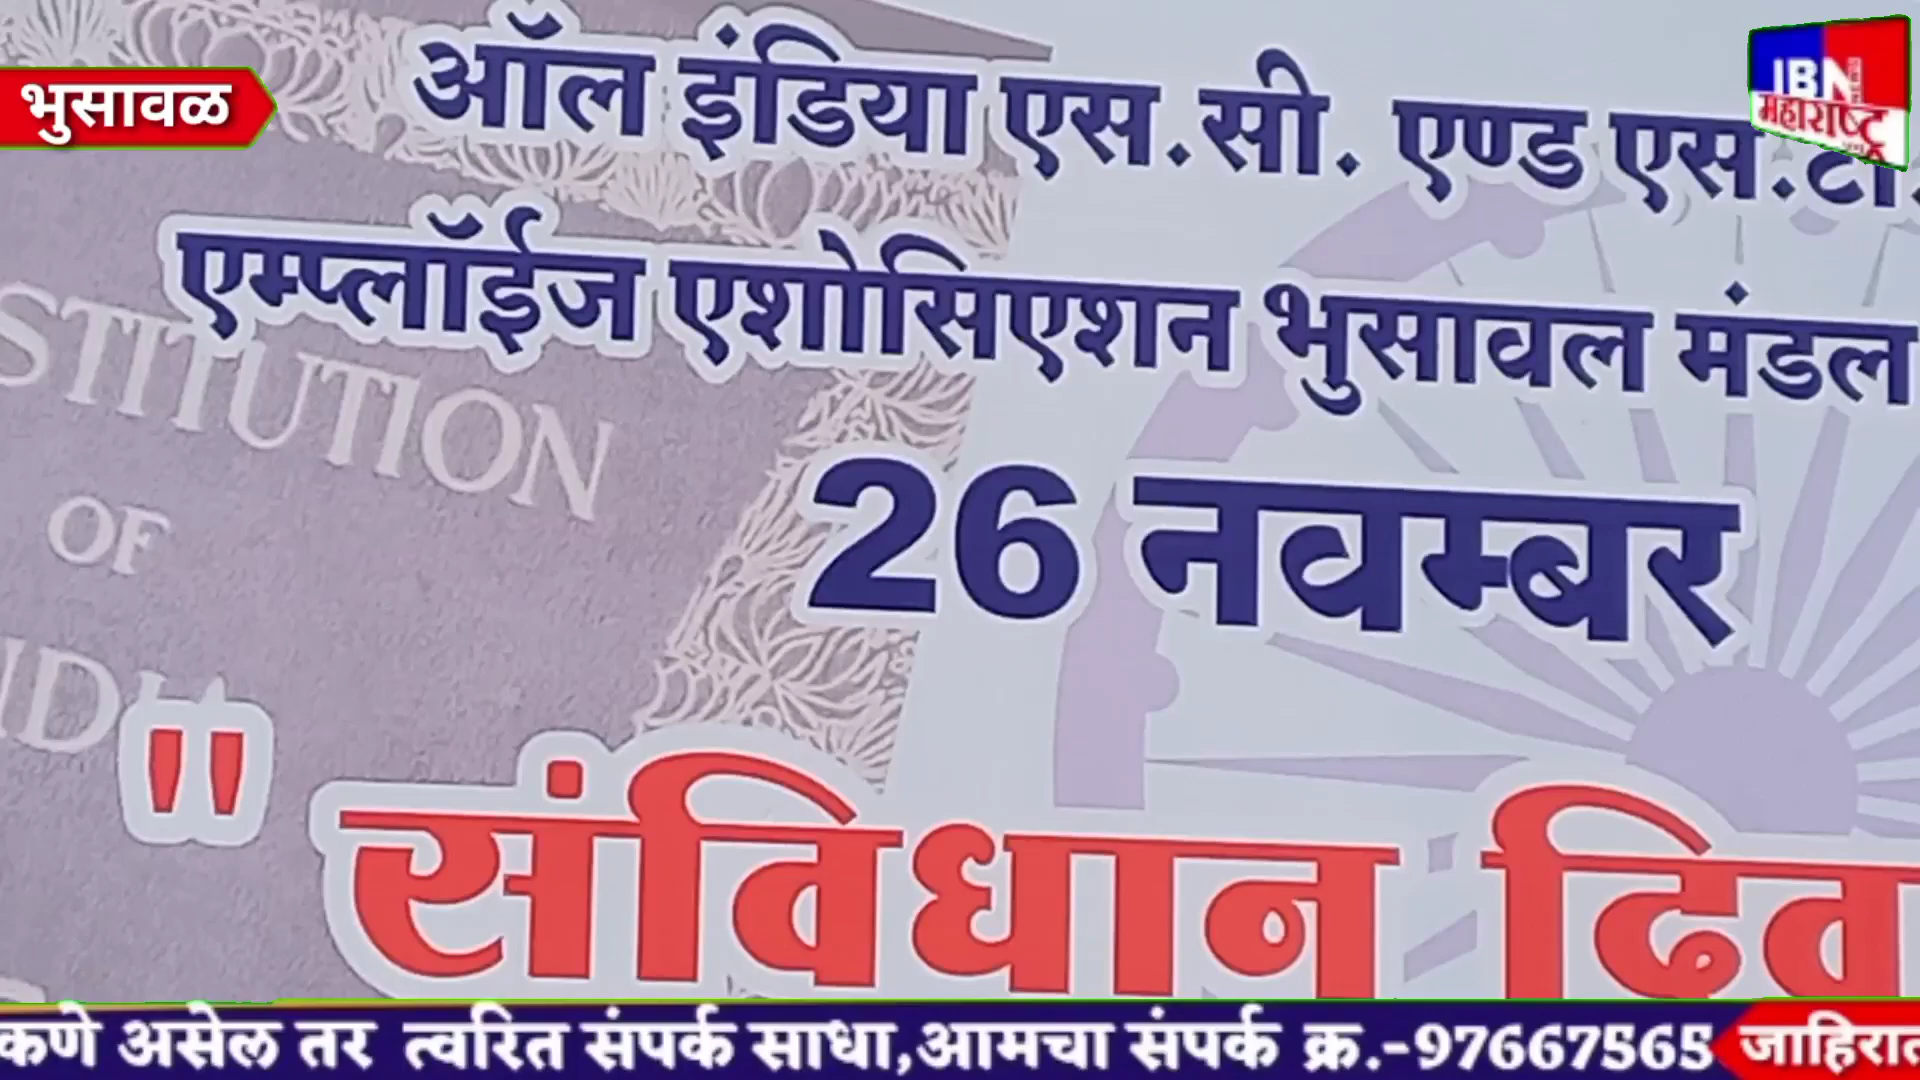 भुसावळ
IBN
महाराष्ट्र
ऑल इंडिया एस.सी. एण्ड एस.टी.
एम्प्लॉईज एशोसिएशन भुसावल मंडल
STITUTION
OF
26 नवम्बर
" संविधान दिव
कणे असेल तर त्वरित संपर्क साधा,आमचा संपर्क क्र.-97667565
जाहिरात